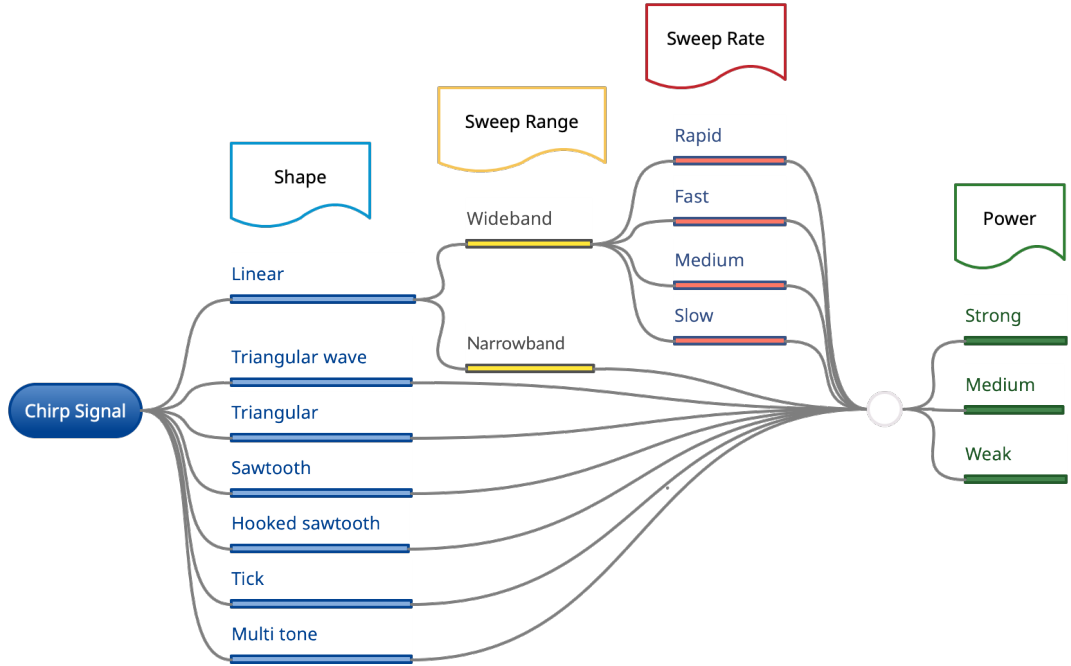 Sweep Rate
Sweep Range
Shape
Power
Chirp Signal
Linear
Triangular wave
Triangular
Sawtooth
Hooked sawtooth
Tick
Multi tone
Wideband
Narrowband
Rapid
Fast
Medium
Slow
Strong
Medium
Weak